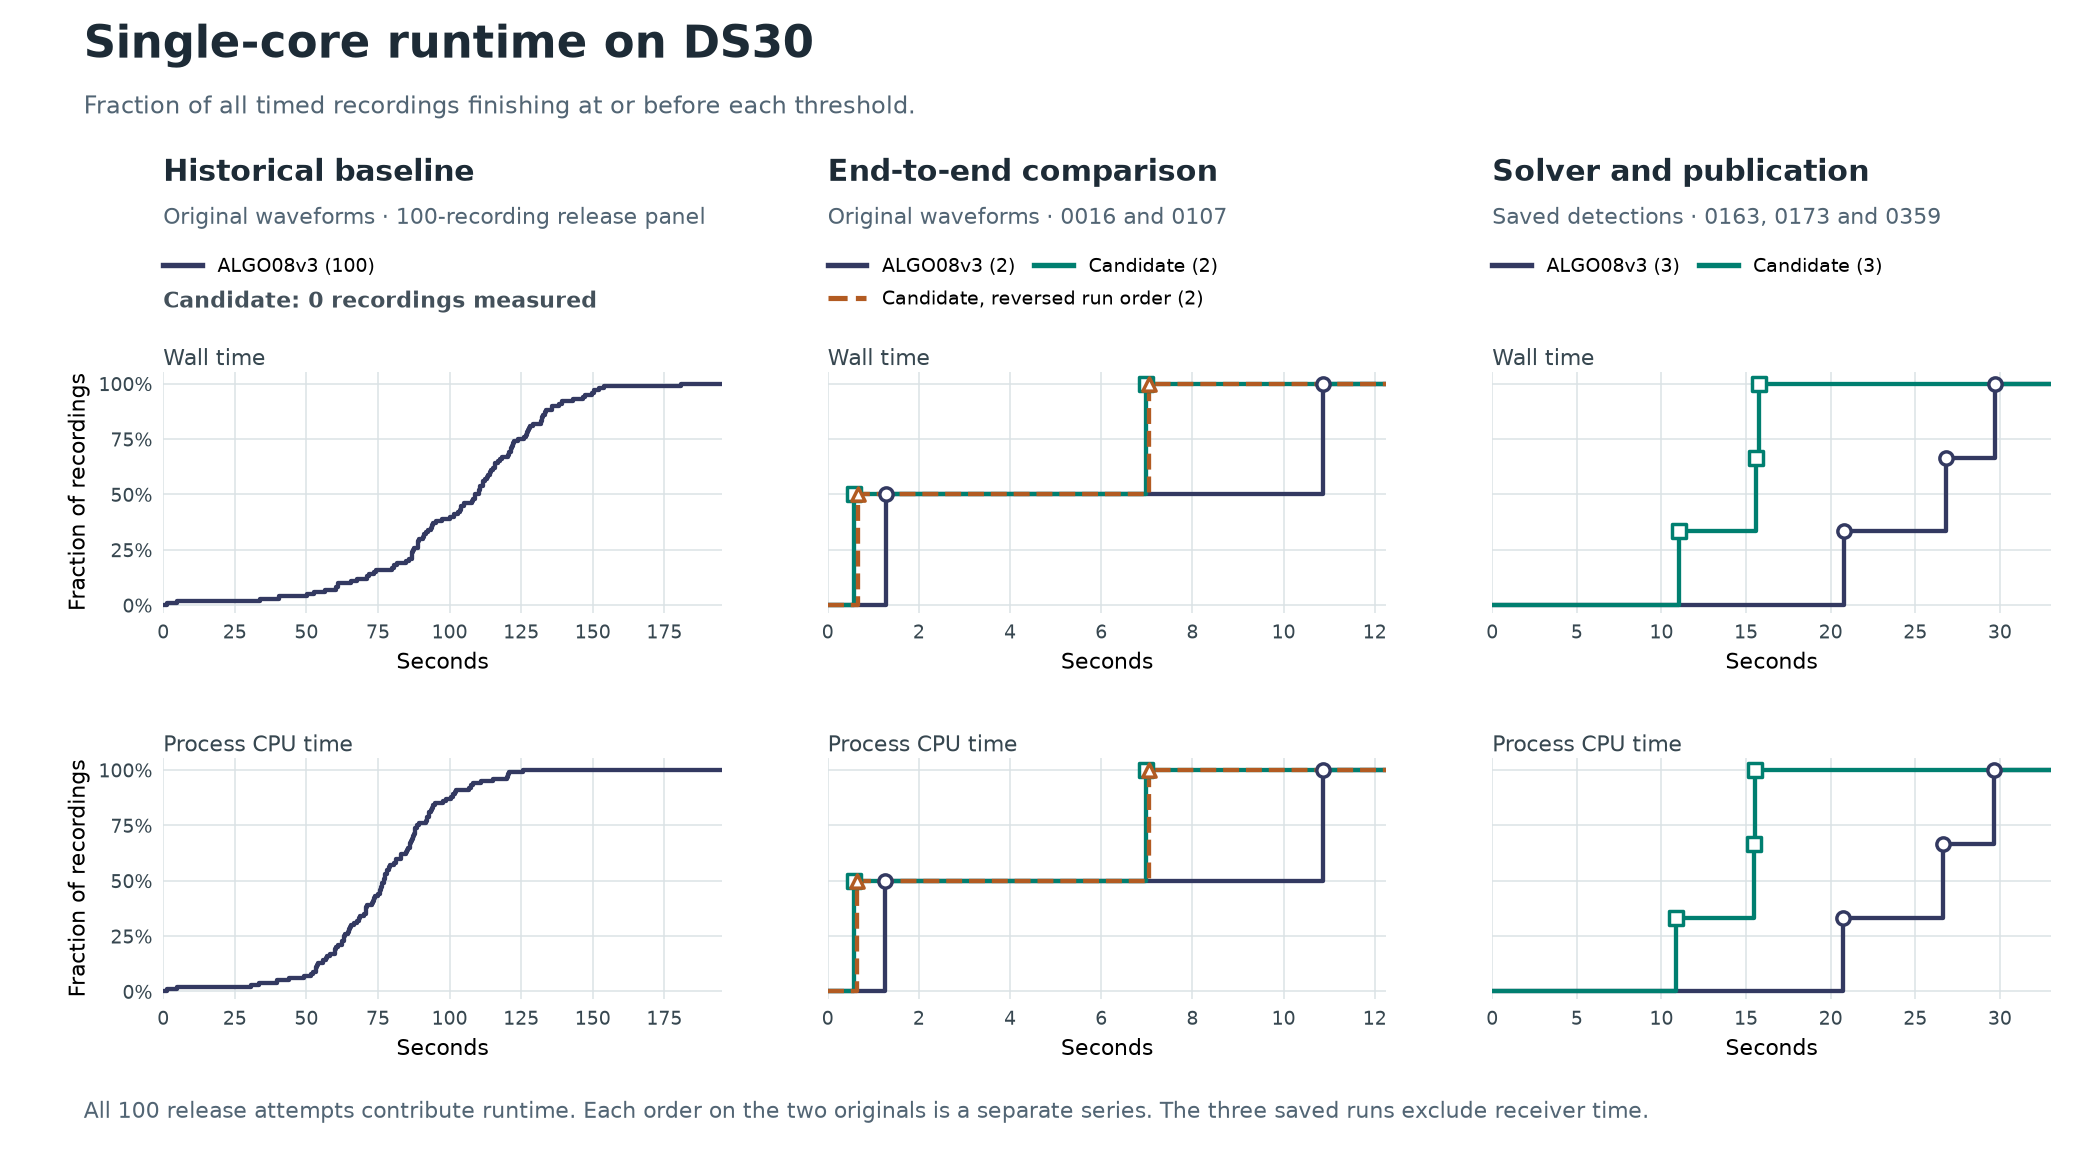 Single-core runtime on DS30
Fraction of all timed recordings finishing at or before each threshold.
Historical baseline
Original waveforms · 100-recording release panel
ALGO08v3 (100)
Candidate: 0 recordings measured
End-to-end comparison
Original waveforms · 0016 and 0107
ALGO08v3 (2) Candidate (2)
Candidate, reversed run order (2)
Solver and publication
Saved detections · 0163, 0173 and 0359
ALGO08v3 (3) Candidate (3)
Wall time
Fraction of recordings
100%
75%
50%
25%
0%
0 25 50 75 100 125 150 175
Seconds
Wall time
0 2 4 6 8 10 12
Seconds
Wall time
0 5 10 15 20 25 30
Seconds
Process CPU time
Fraction of recordings
100%
75%
50%
25%
0%
0 25 50 75 100 125 150 175
Seconds
Process CPU time
0 2 4 6 8 10 12
Seconds
Process CPU time
0 5 10 15 20 25 30
Seconds
All 100 release attempts contribute runtime. Each order on the two originals is a separate series. The three saved runs exclude receiver time.